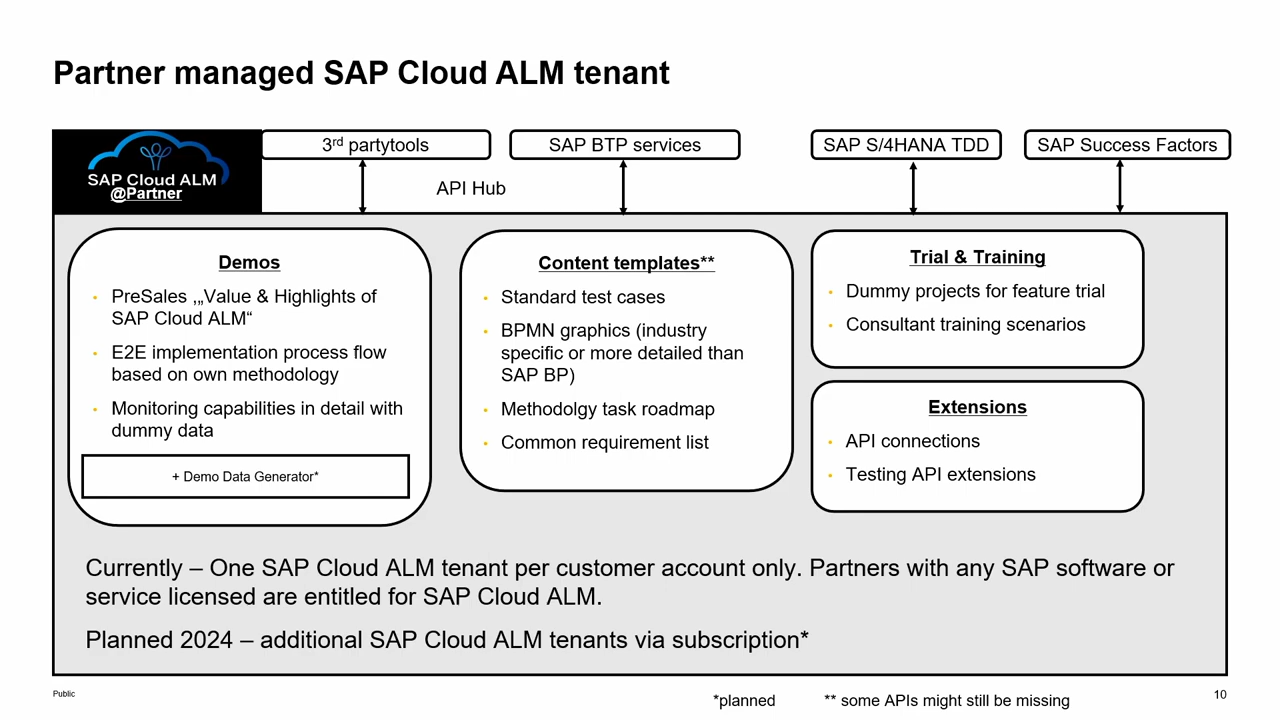 Partner managed SAP Cloud ALM tenant
SAP Cloud ALM
@Partner
3rd partytools
SAP BTP services
SAP S/4HANA TDD
SAP Success Factors
API Hub
Demos
• PreSales ,„Value & Highlights of
SAP Cloud ALM“
• E2E implementation process flow
based on own methodology
• Monitoring capabilities in detail with
dummy data
+ Demo Data Generator*
Content templates**
• Standard test cases
• BPMN graphics (industry
specific or more detailed than
SAP BP)
• Methodolgy task roadmap
• Common requirement list
Trial & Training
• Dummy projects for feature trial
• Consultant training scenarios
Extensions
• API connections
• Testing API extensions
Currently – One SAP Cloud ALM tenant per customer account only. Partners with any SAP software or
service licensed are entitled for SAP Cloud ALM.
Planned 2024 – additional SAP Cloud ALM tenants via subscription*
Public
*planned
** some APIs might still be missing
10